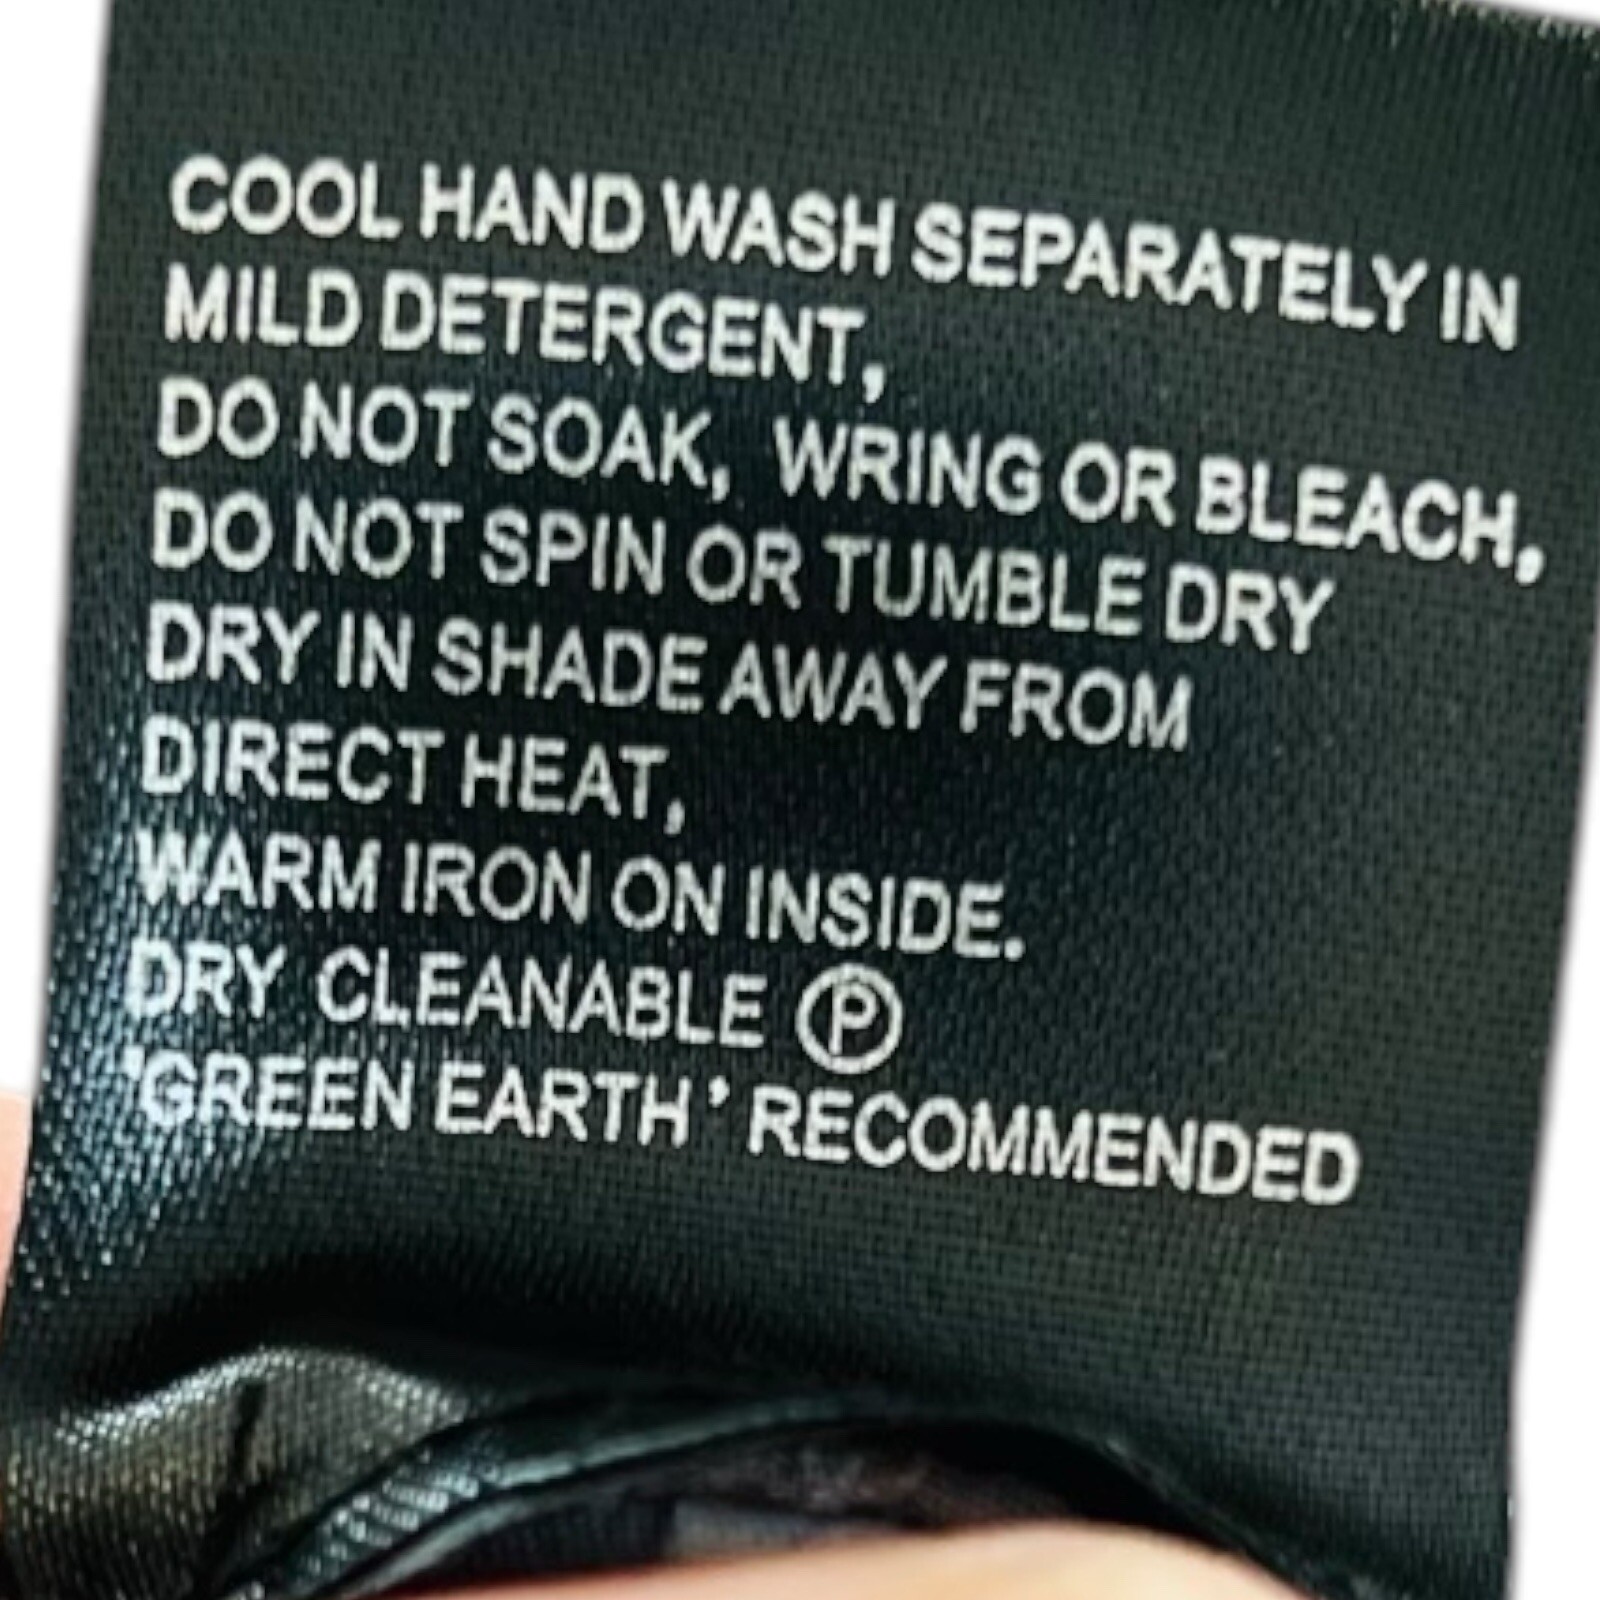 COOL HAND WASH SEPARATELY IN
MILD DETERGENT,
DO NOT SOAK, WRING OR BLEACH,
DO NOT SPIN OR TUMBLE DRY
DRY IN SHADE AWAY FROM
DIRECT HEAT,
WARM IRON ON INSIDE.
DRY CLEANABLE Ⓟ
'GREEN EARTH' RECOMMENDED